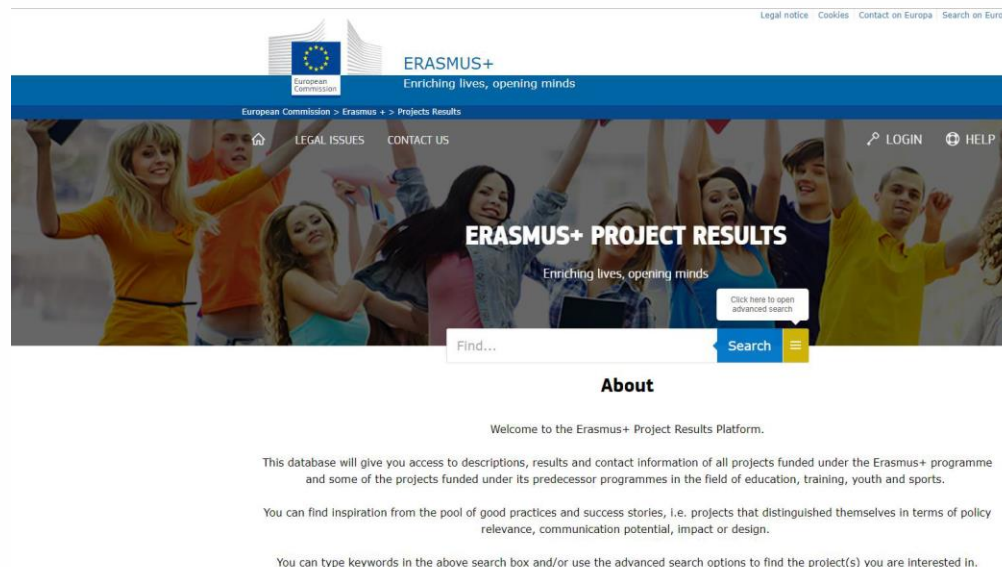 Legal notice Cookies Contact on Europa Search on Euro
ERASMUS+
European
Commission
Enriching lives, opening minds
European Commission > Erasmus + > Projects Results
LEGAL ISSUES CONTACT US LOGIN HELP
ERASMUS+ PROJECT RESULTS
Enriching lives, opening minds
Click here to open
advanced search
Find... Search
About
Welcome to the Erasmus+ Project Results Platform.
This database will give you access to descriptions, results and contact information of all projects funded under the Erasmus+ programme
and some of the projects funded under its predecessor programmes in the field of education, training, youth and sports.
You can find inspiration from the pool of good practices and success stories, i.e. projects that distinguished themselves in terms of policy
relevance, communication potential, impact or design.
You can type keywords in the above search box and/or use the advanced search options to find the project(s) you are interested in.